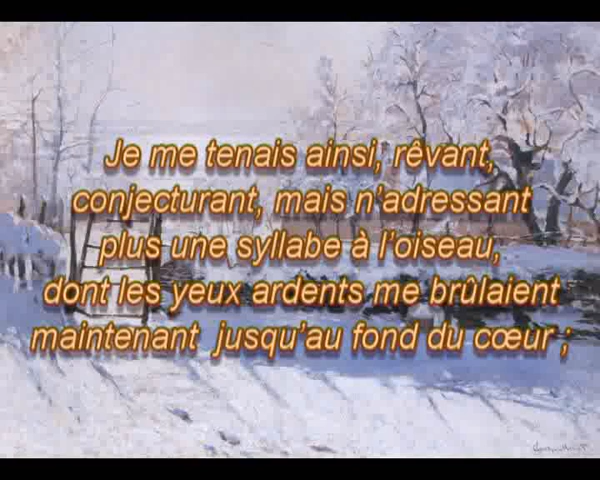 Je me tenais ainsi, rêvant,
conjecturant, mais n'adressant
plus une syllabe à l'oiseau,
dont les yeux ardents me brûlaient
maintenant jusqu'au fond du cœur ;